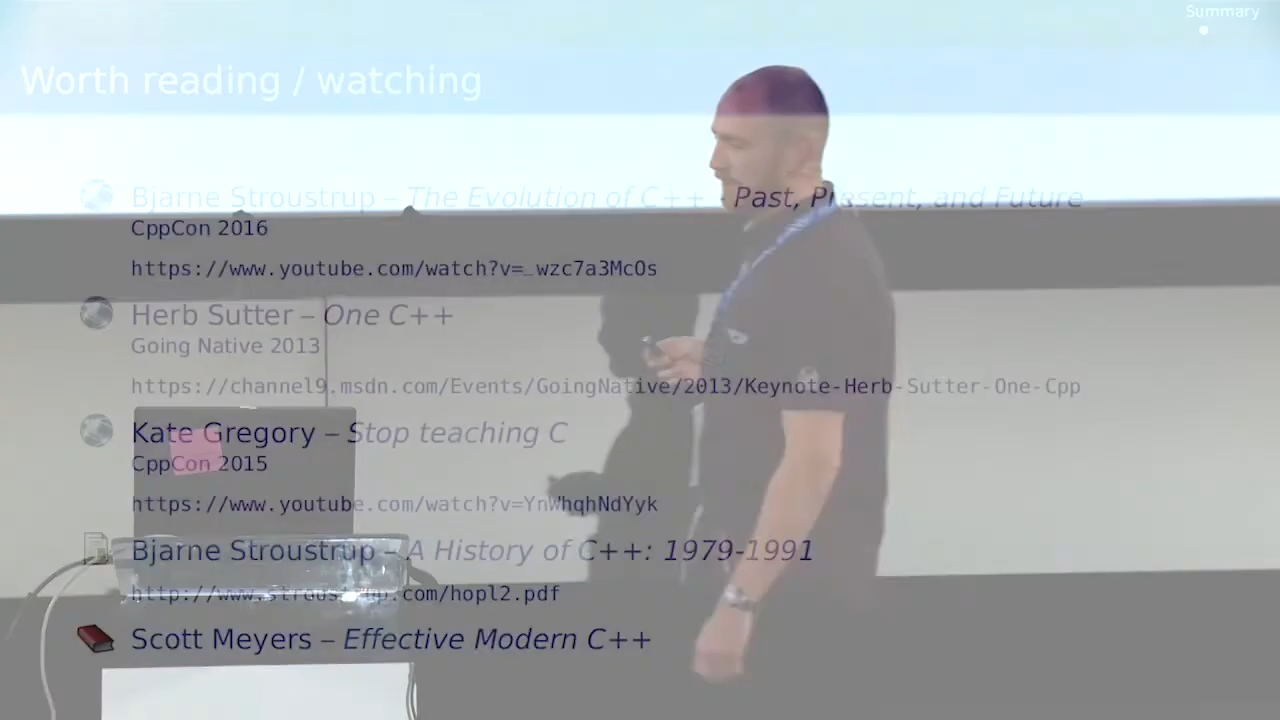 Summary
Worth reading / watching
Bjarne Stroustrup – The Evolution of C++ - Past, Present, and Future
CppCon 2016
https://www.youtube.com/watch?v=_wzc7a3McOs
Herb Sutter – One C++
Going Native 2013
https://channel9.msdn.com/Events/GoingNative/2013/Keynote-Herb-Sutter-One-Cpp
Kate Gregory – Stop teaching C
CppCon 2015
https://www.youtube.com/watch?v=YnWhqhNdYyk
Bjarne Stroustrup – A History of C++: 1979-1991
http://www.stroustrup.com/hopl2.pdf
Scott Meyers – Effective Modern C++